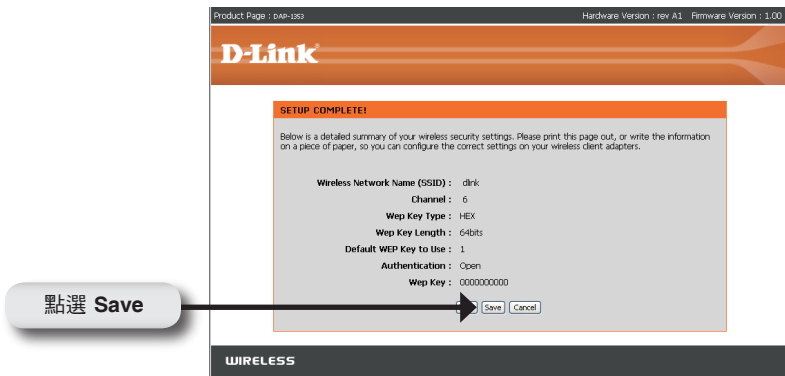 Product Page : DAP-1353 Hardware Version : rev A1 Firmware Version : 1.00
D-Link
SETUP COMPLETE!
Below is a detailed summary of your wireless security settings. Please print this page out, or write the information
on a piece of paper, so you can configure the correct settings on your wireless client adapters.
Wireless Network Name (SSID) : dlink
Channel : 6
Wep Key Type : HEX
Wep Key Length : 64bits
Default WEP Key to Use : 1
Authentication : Open
Wep Key : 0000000000
點選 Save
Save Cancel
WIRELESS